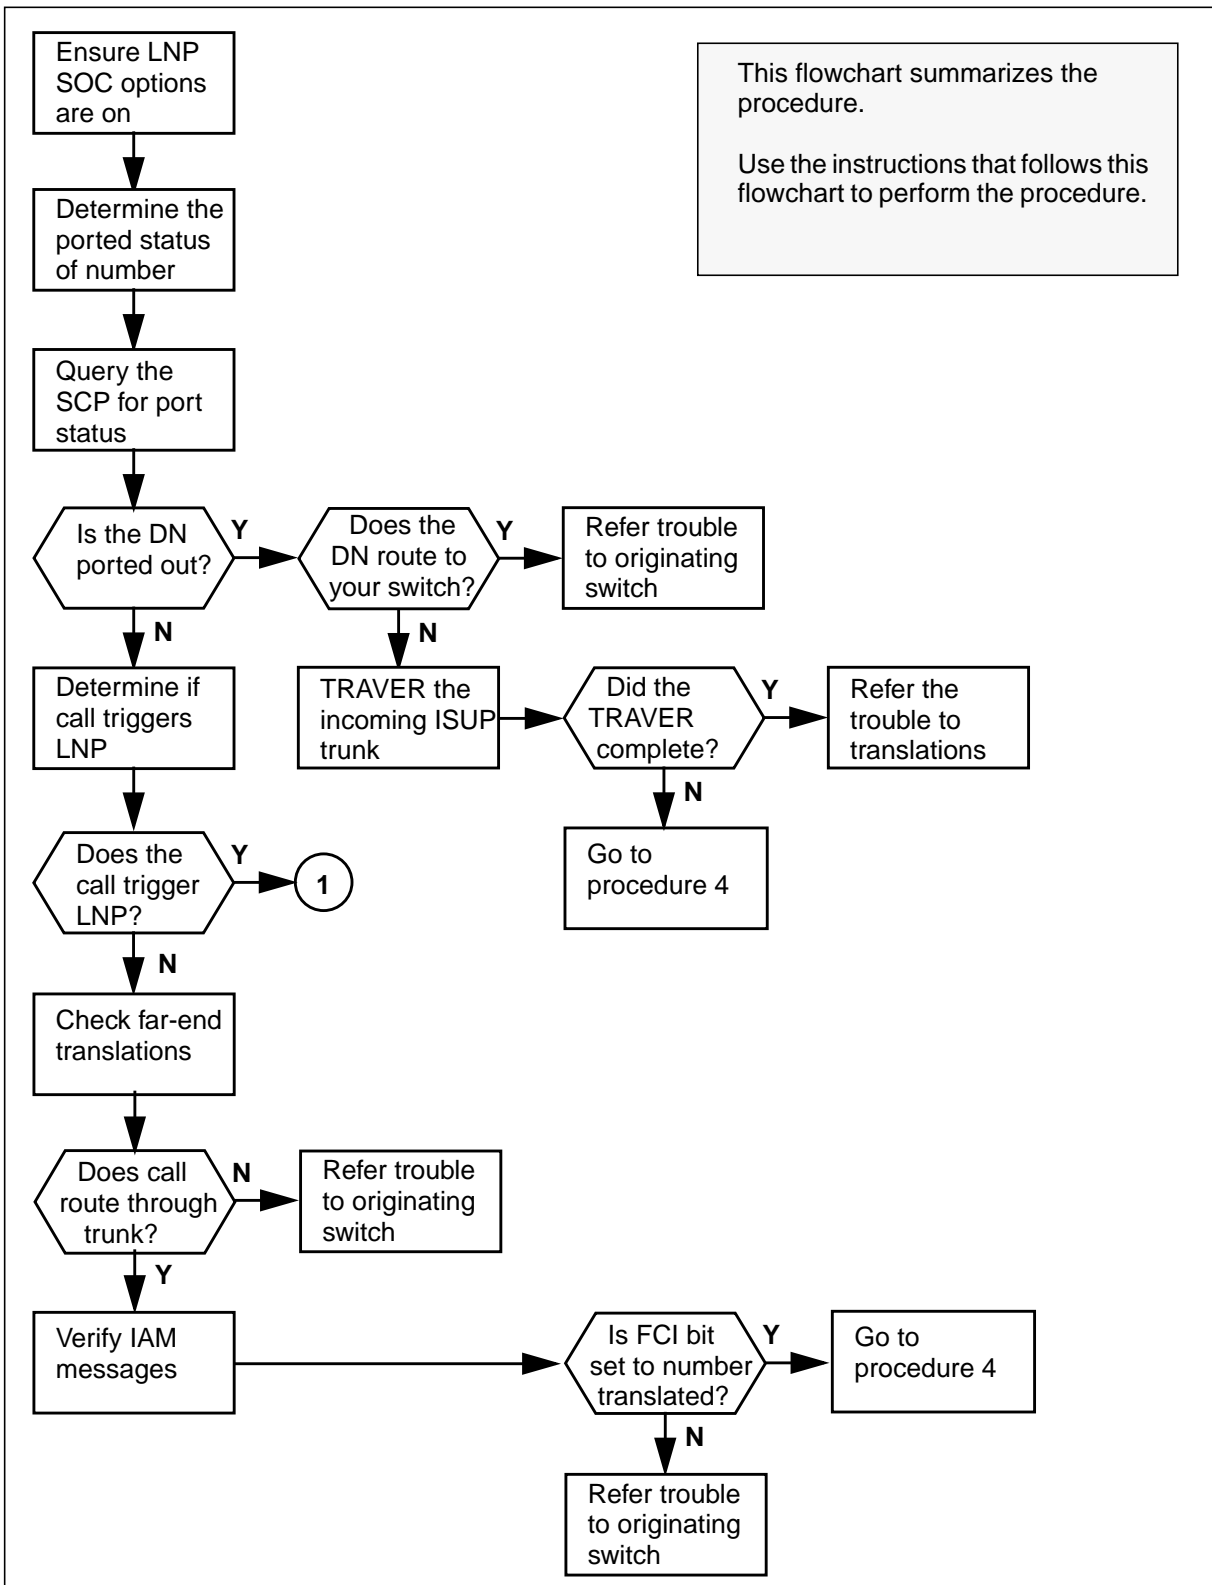 Ensure LNP
SOC options
are on
This flowchart summarizes the
procedure.
Use the instructions that follows this
flowchart to perform the procedure.
Determine the
ported status
of number
Query the
SCP for port
status
Is the DN
ported out?
Y
Does the
DN route to
your switch?
Y
Refer trouble
to originating
switch
N
N
Determine if
call triggers
LNP
TRAVER the
incoming ISUP
trunk
Did the
TRAVER
complete?
Y
Refer the
trouble to
translations
N
Does the
call trigger
LNP?
Y
1
Go to
procedure 4
N
Check far-end
translations
Does call
route through
trunk?
N
Refer trouble
to originating
switch
Y
Verify IAM
messages
Is FCI bit
set to number
translated?
Y
Go to
procedure 4
N
Refer trouble
to originating
switch